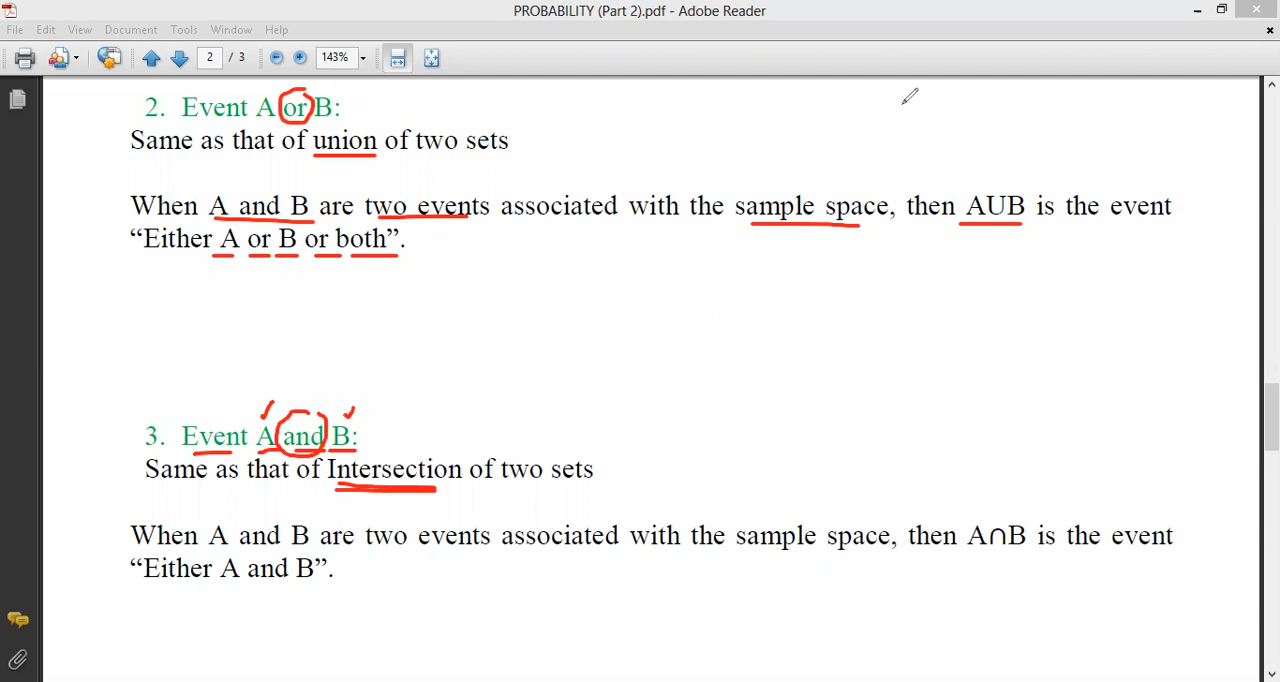 PROBABILITY (Part 2).pdf - Adobe Reader
File Edit View Document Tools Window Help
2 / 3 143%
2. Event A or B:
Same as that of union of two sets
When A and B are two events associated with the sample space, then AUB is the event
“Either A or B or both”.
3. Event A and B:
Same as that of Intersection of two sets
When A and B are two events associated with the sample space, then A∩B is the event
“Either A and B”.